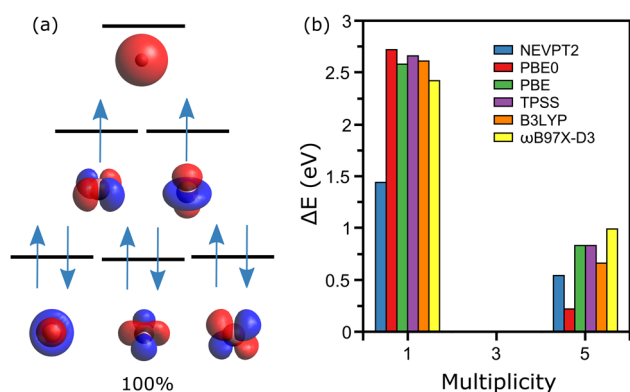 (a)
100%
(b)
3
2.5
2
1.5
1
0.5
0
ΔE (eV)
NEVPT2
PBE0
PBE
TPSS
B3LYP
ωB97X-D3
1 3 5
Multiplicity